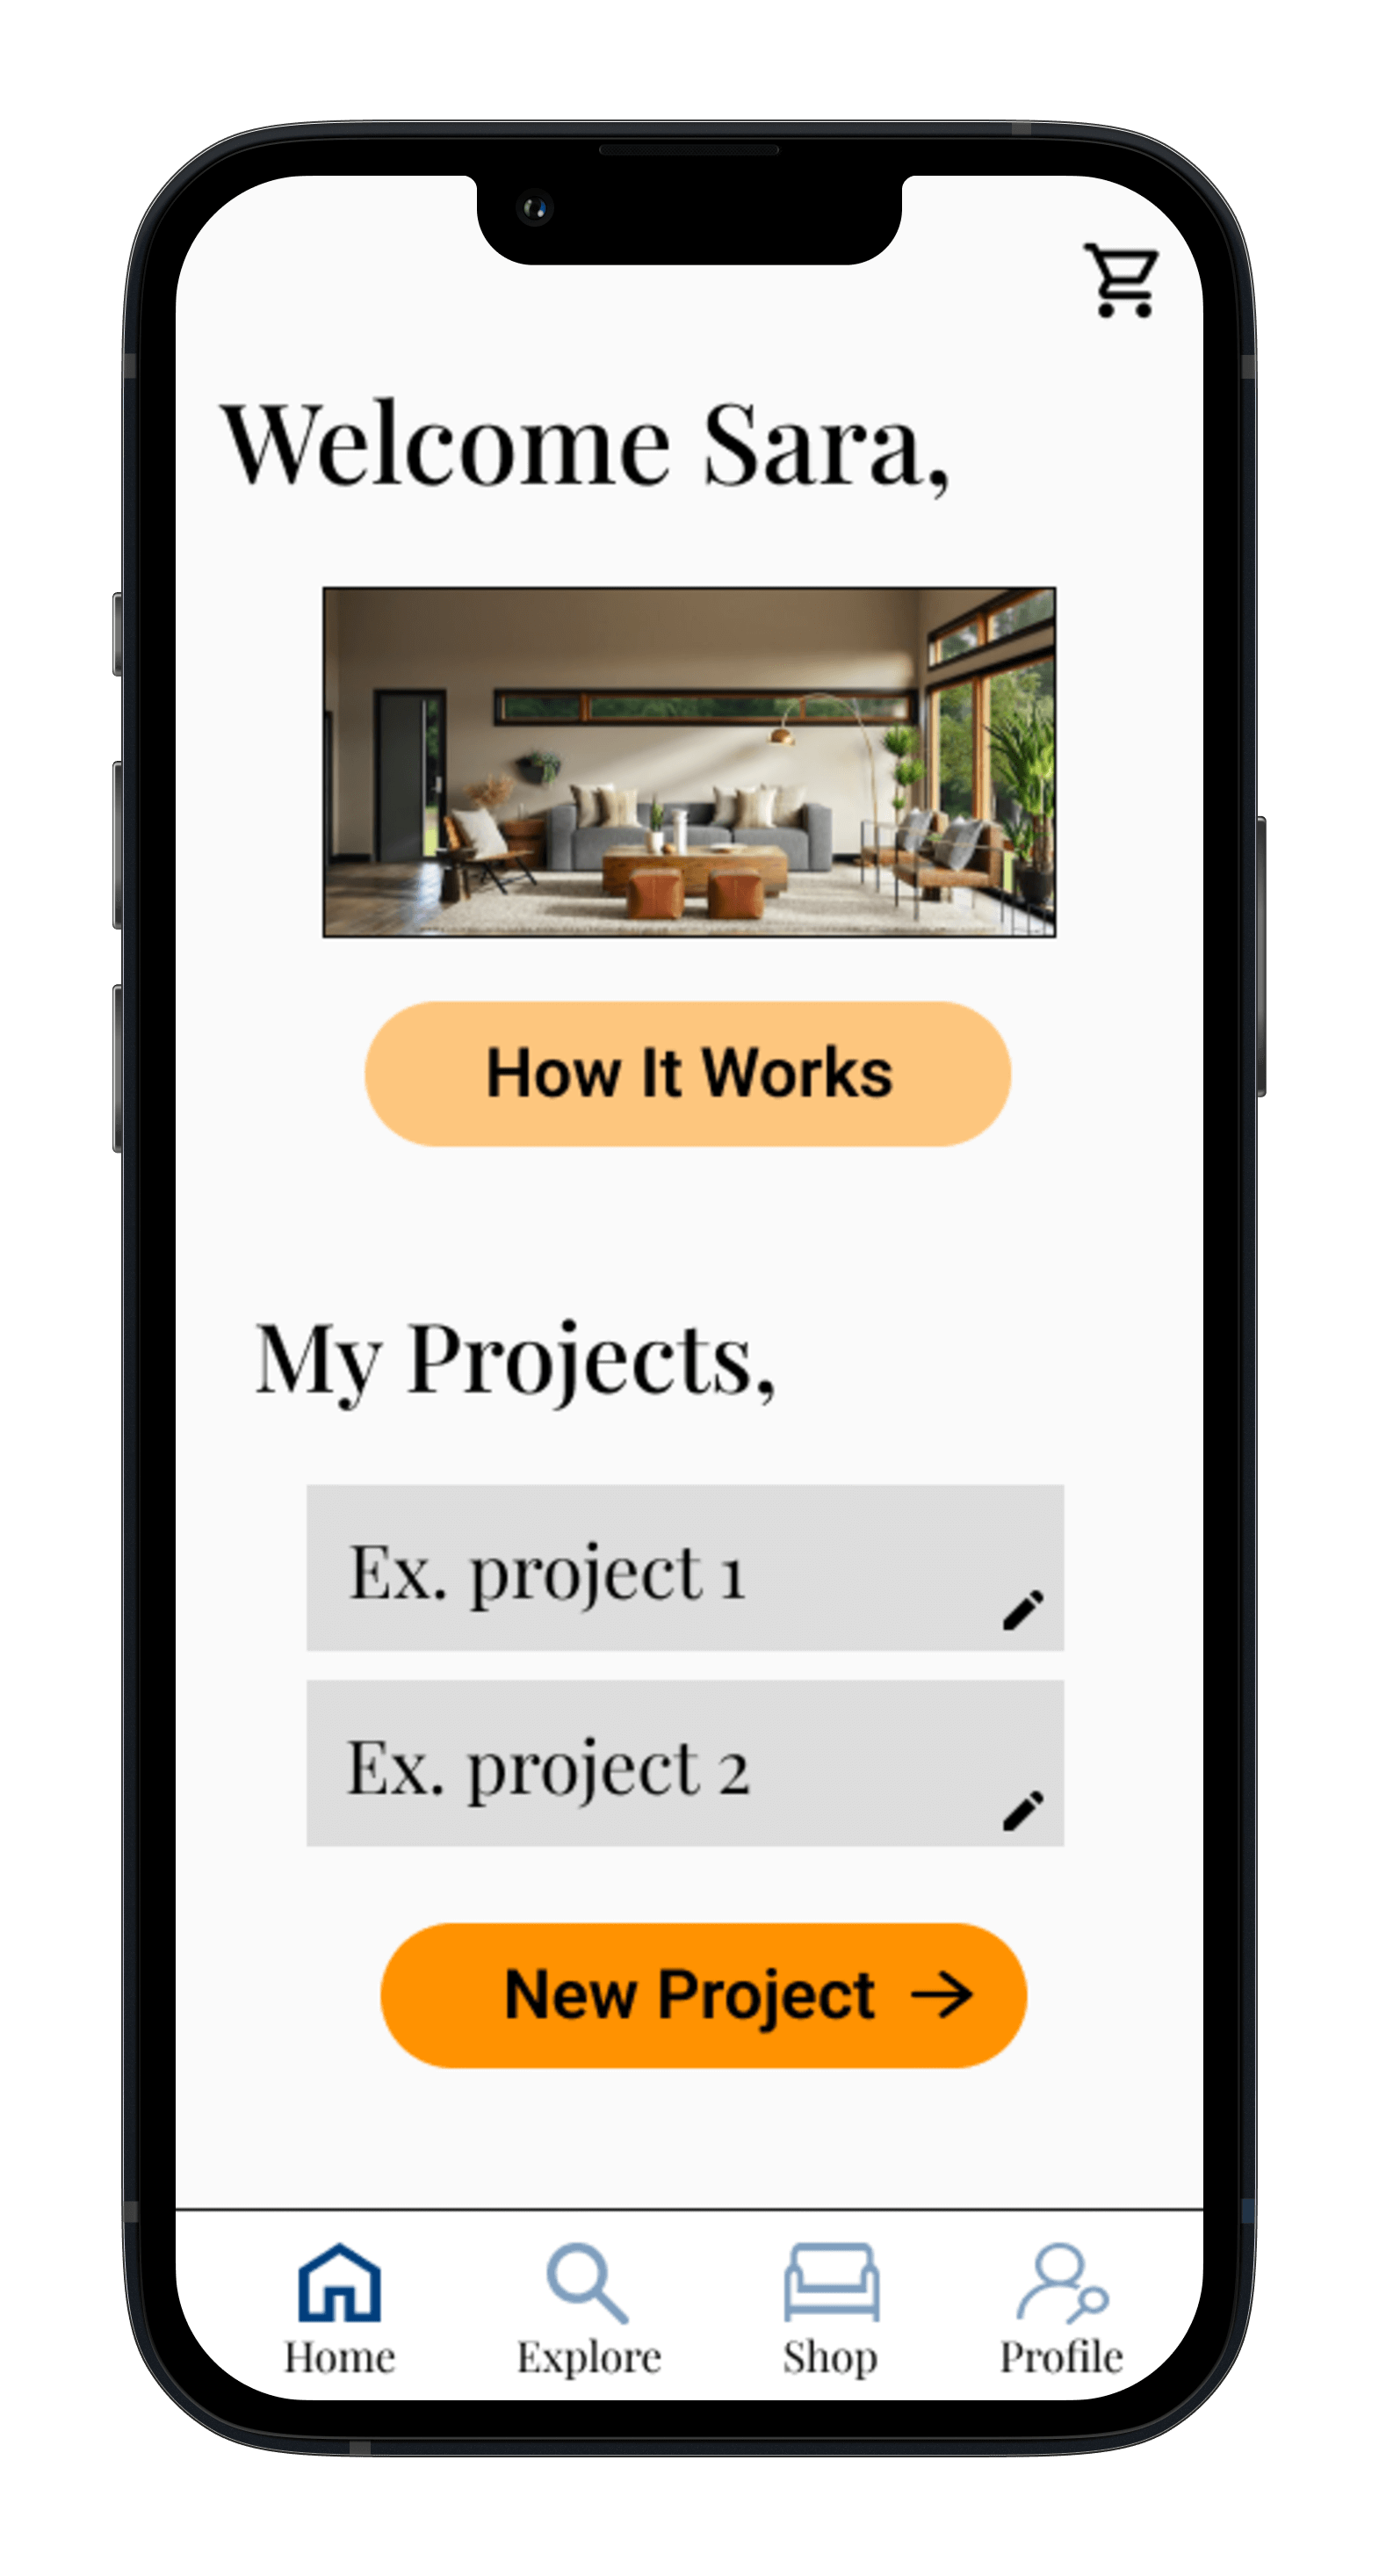 Welcome Sara,
How It Works
My Projects,
Ex. project 1
Ex. project 2
New Project →
Home Explore Shop Profile